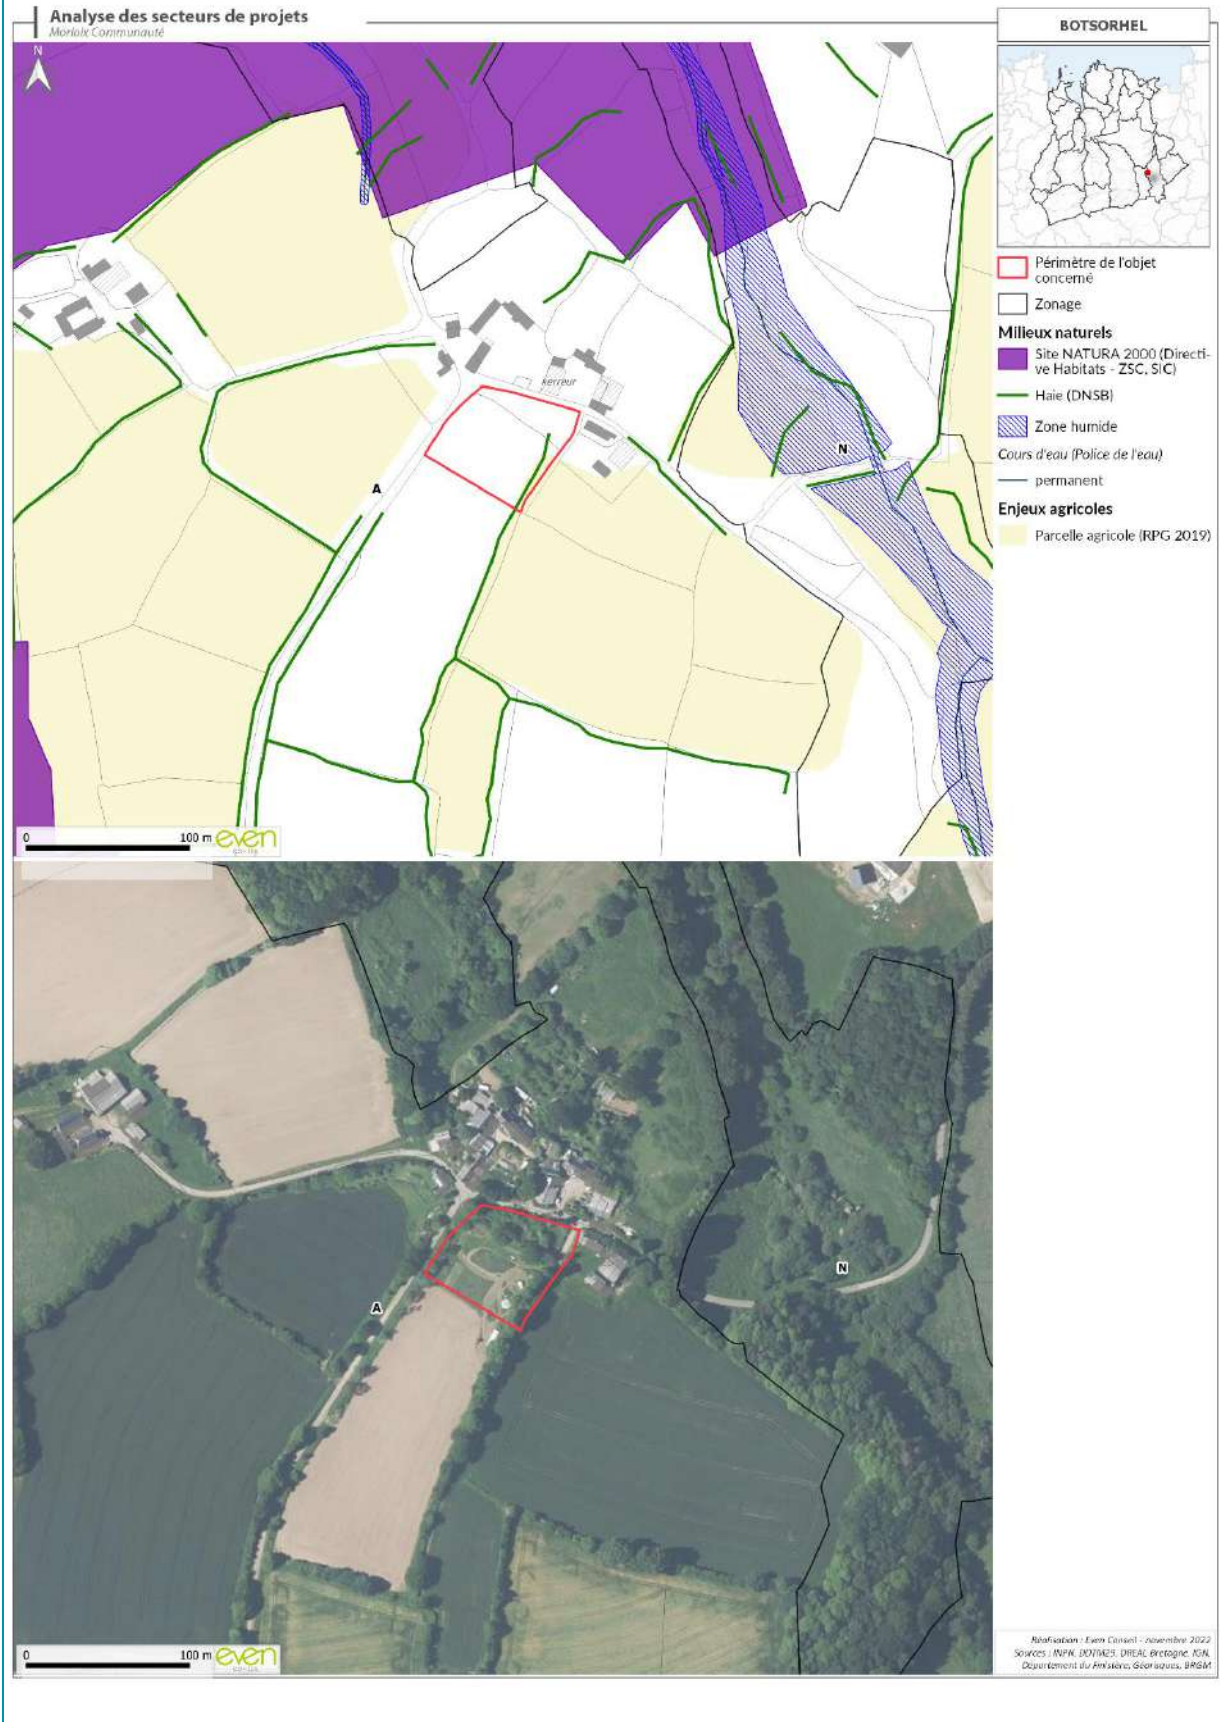 Analyse des secteurs de projets
Morlaix Communauté
BOTSORHEL
N
Périmètre de l'objet
concerné
Zonage
Milieux naturels
Site NATURA 2000 (Directi-
ve Habitats - ZSC, SIC)
Haie (DNSB)
Zone humide
Cours d'eau (Police de l'eau)
permanent
Enjeux agricoles
Parcelle agricole (RPG 2019)
Kerreur
N
A
0 100 m even
conseil
N
A
0 100 m even
conseil
Réalisation : Even Conseil - novembre 2022
Sources : INPN, DDTM29, DREAL Bretagne, IGN,
Département du Finistère, Géorisques, BRGM